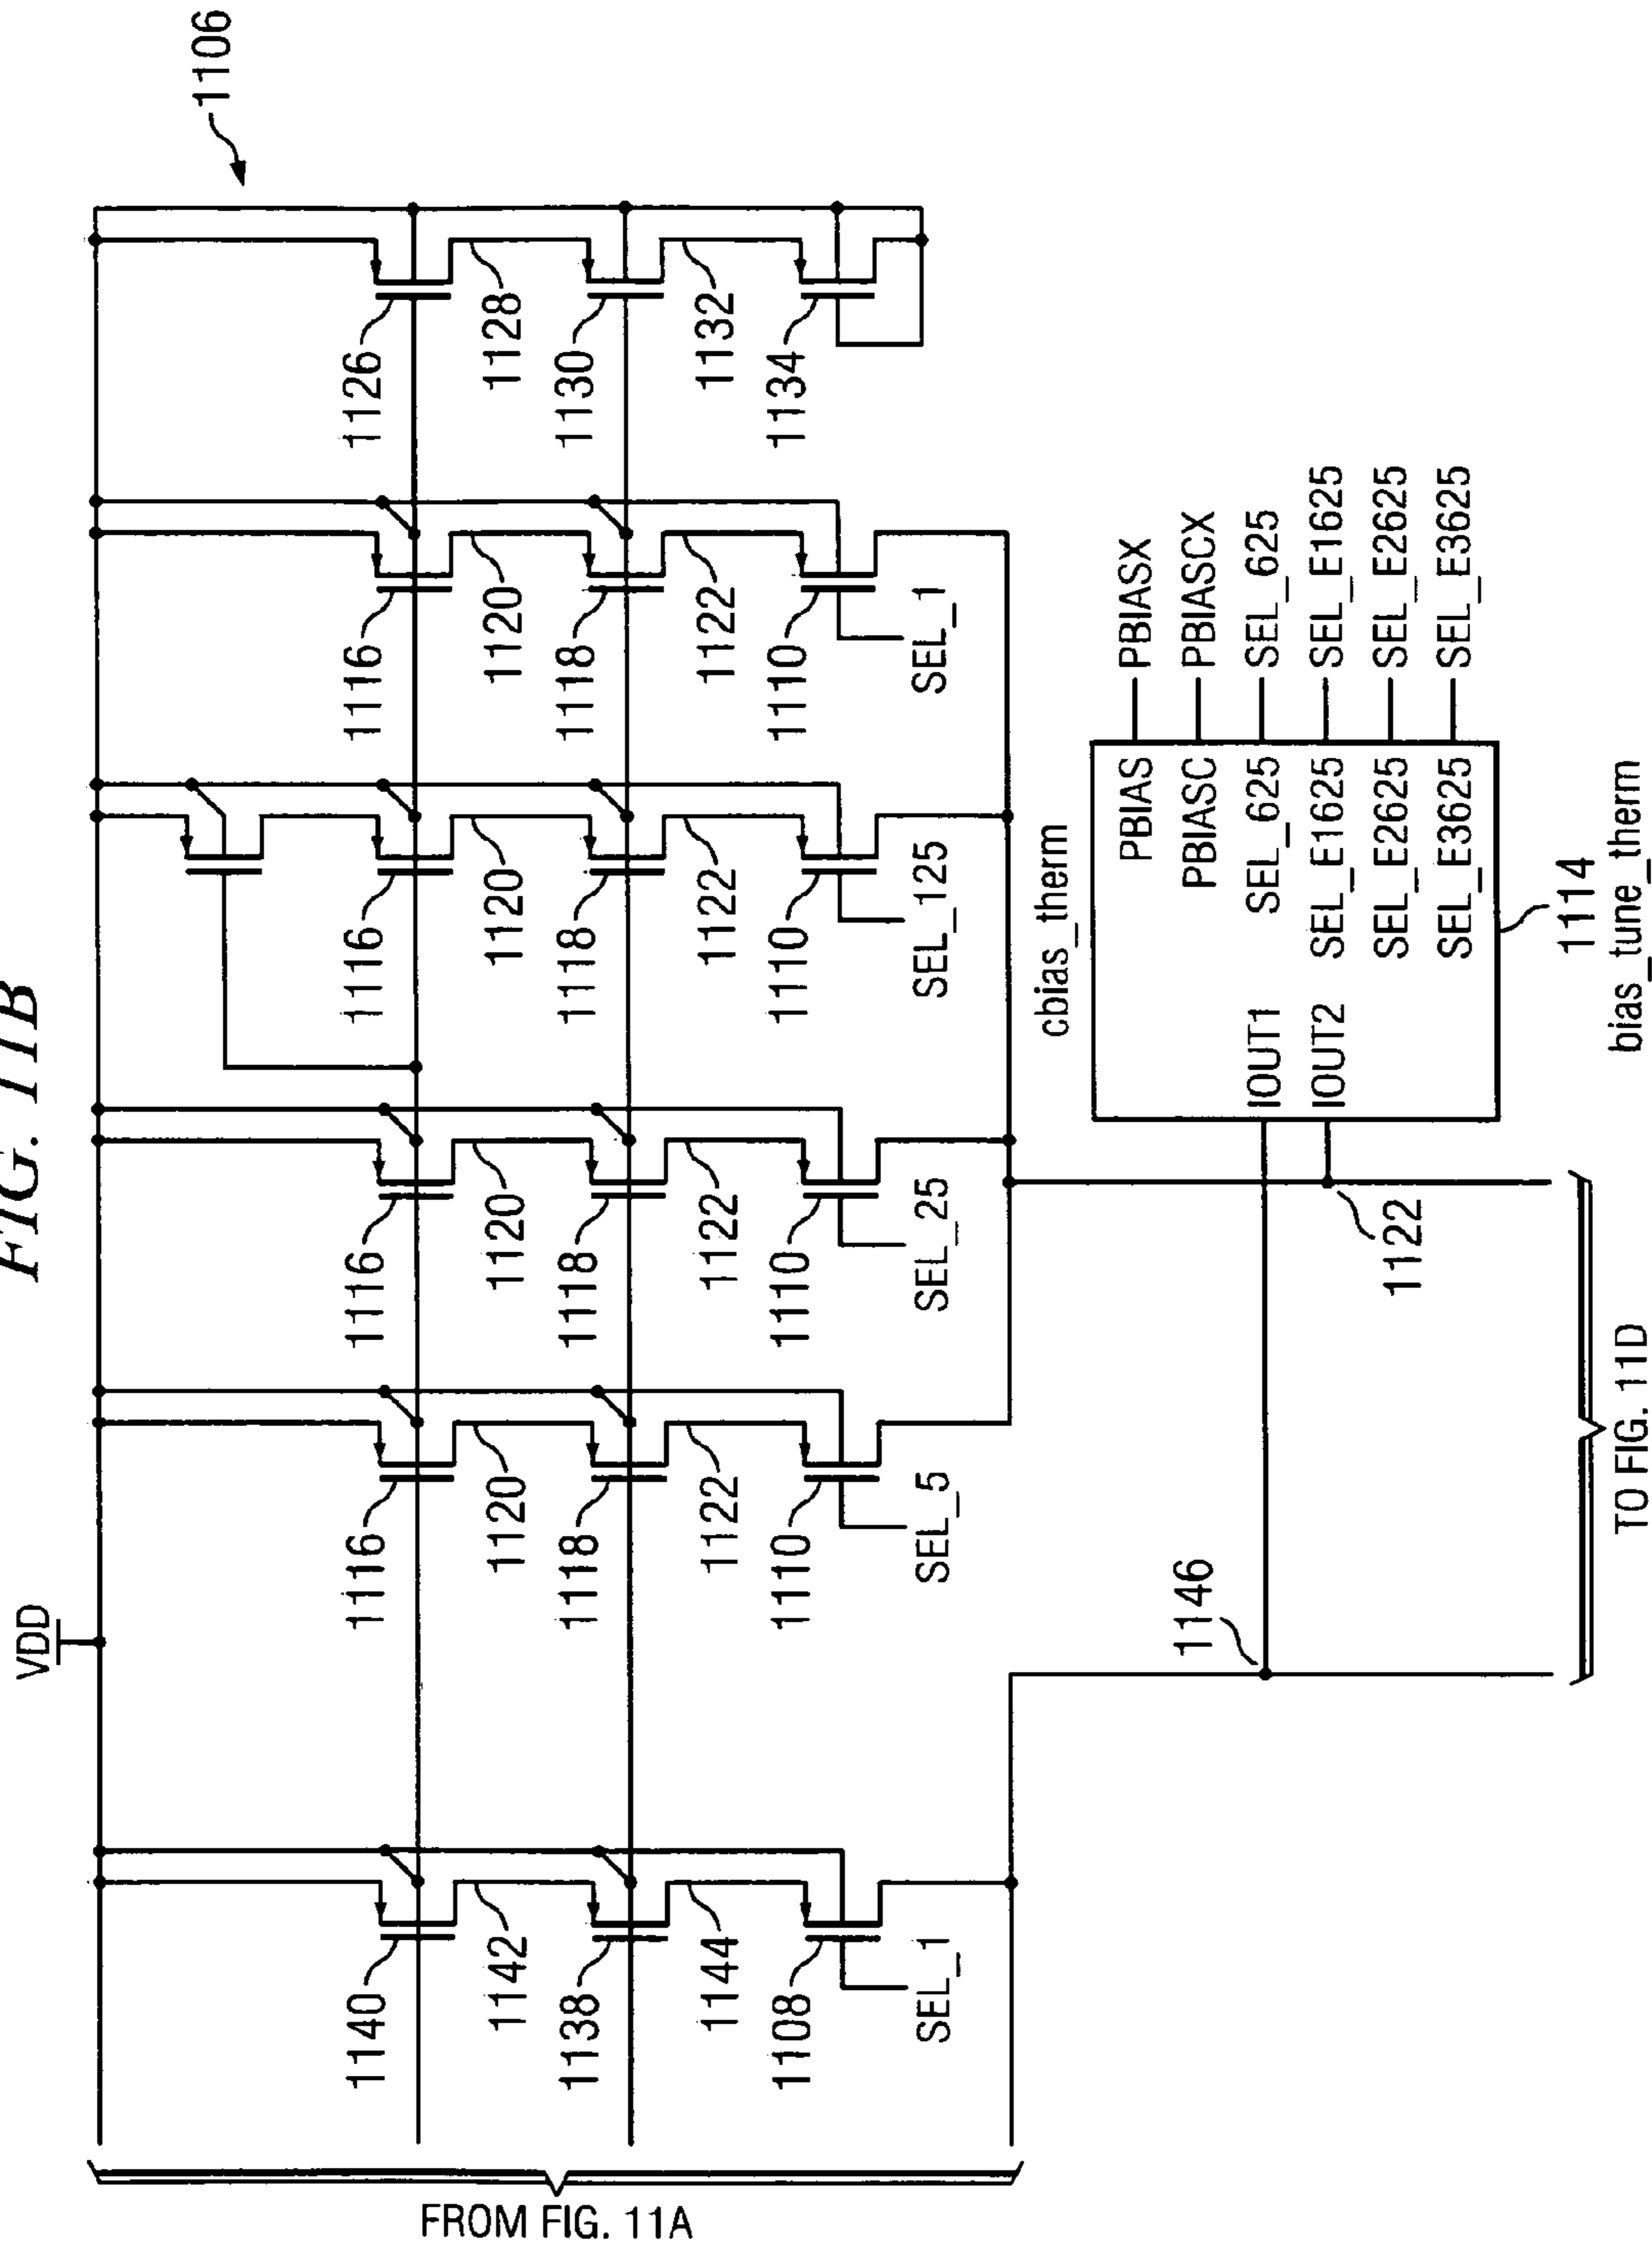 FIG. 11B
VDD
1106
1140
1116
1116
1116
1116
1126
1142
1120
1120
1120
1120
1128
1138
1118
1118
1118
1118
1130
1144
1122
1122
1122
1122
1132
1108
1110
1110
1110
1110
1134
SEL_1
SEL_5
SEL_25
SEL_125
SEL_1
FROM FIG. 11A
1146
1122
cbias_therm
PBIAS PBIASX
PBIASC PBIASCX
IOUT1 SEL_625 SEL_625
IOUT2 SEL_E1625 SEL_E1625
SEL_E2625 SEL_E2625
SEL_E3625 SEL_E3625
1114
bias_tune_therm
TO FIG. 11D